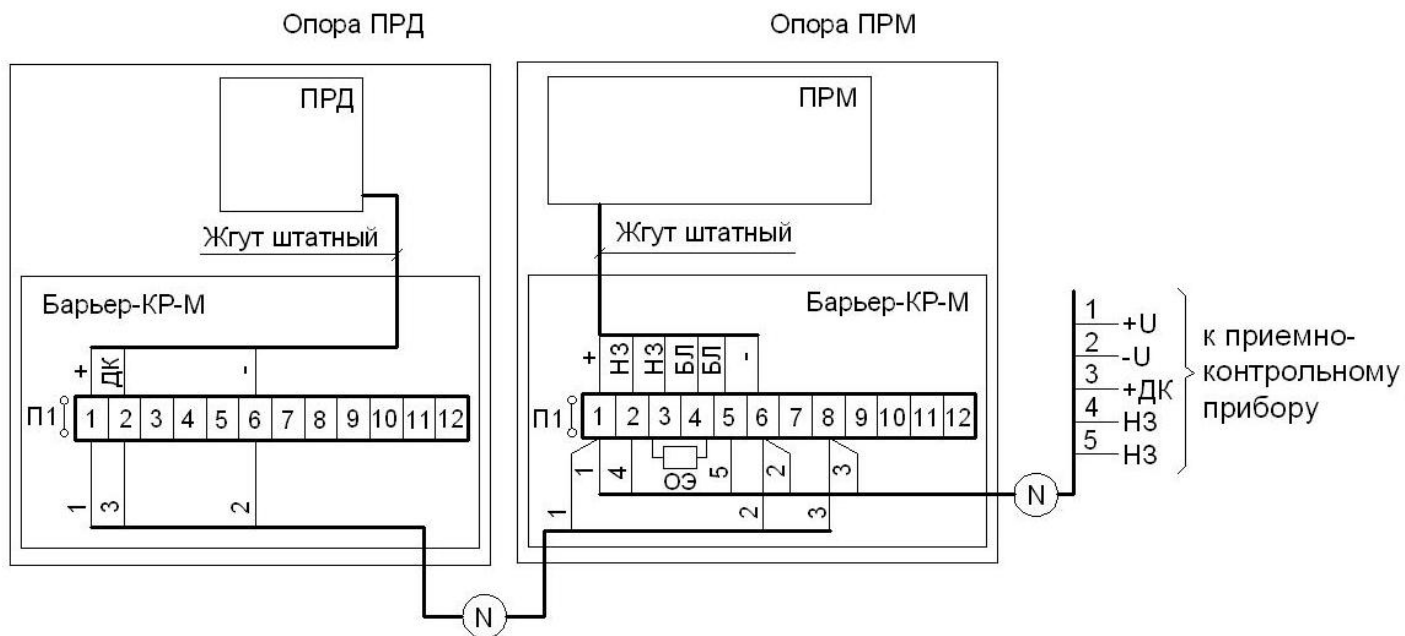 Опора ПРД
Опора ПРМ
ПРД
ПРМ
Жгут штатный
Жгут штатный
Барьер-КР-М
Барьер-КР-М
+ ДК -
+ НЗ НЗ БЛ БЛ -
П1 1 2 3 4 5 6 7 8 9 10 11 12
П1 1 2 3 4 5 6 7 8 9 10 11 12
1 3 2
1 4 ОЭ 5 2 3
1 2 3
N
N
1 +U
2 -U
3 +ДК
4 НЗ
5 НЗ
к приемно-
контрольному
прибору